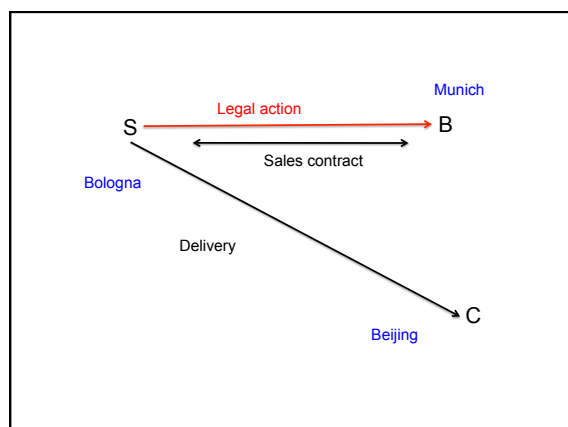 Munich
Legal action
S
B
Sales contract
Bologna
Delivery
C
Beijing